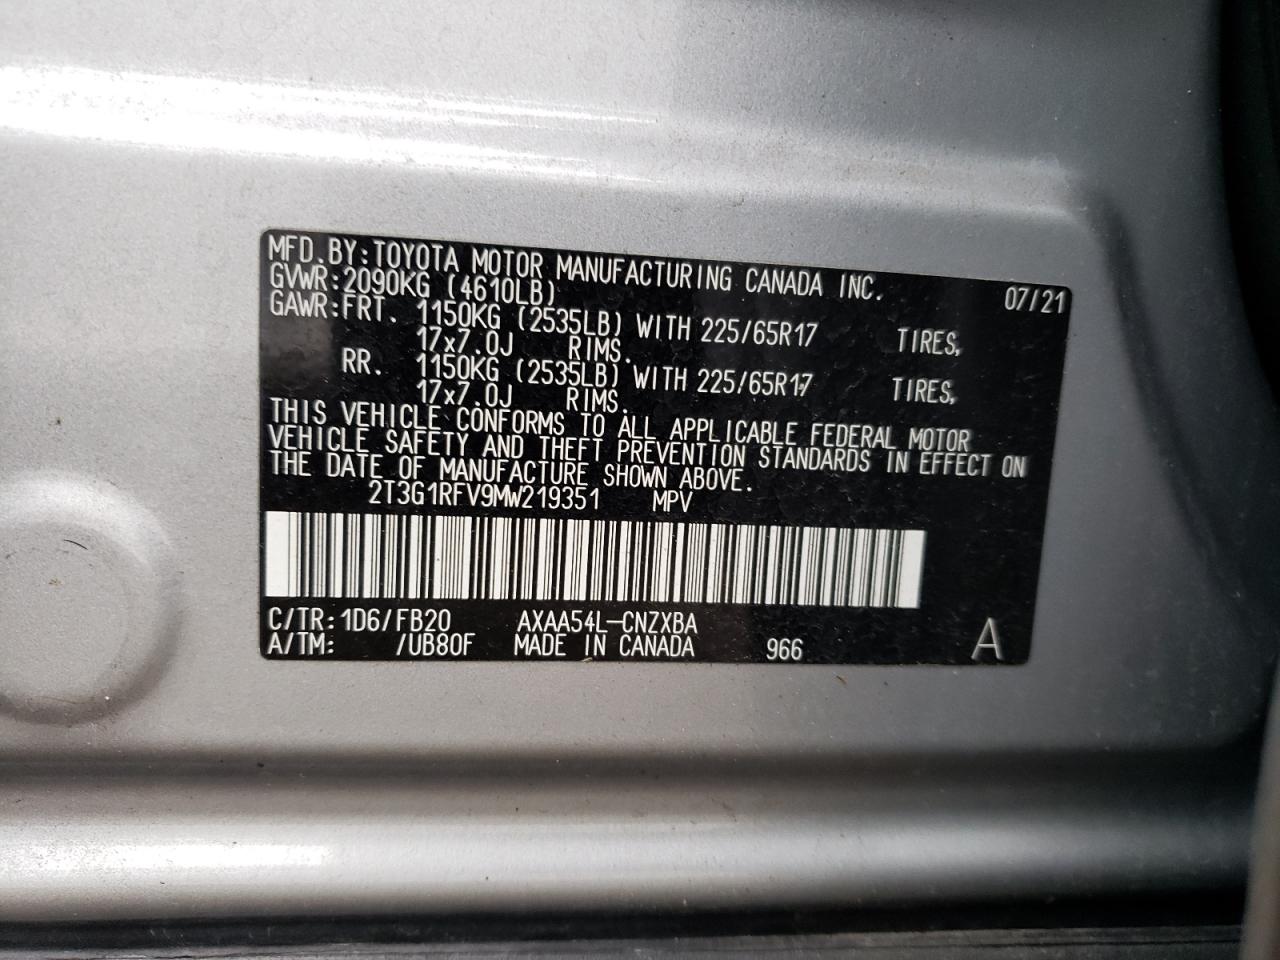 MFD.BY:TOYOTA MOTOR MANUFACTURING CANADA INC. 07/21
GVWR:2090KG (4610LB)
GAWR:FRT. 1150KG (2535LB) WITH 225/65R17 TIRES,
17x7.0J RIMS.
RR. 1150KG (2535LB) WITH 225/65R17 TIRES,
17x7.0J RIMS.
THIS VEHICLE CONFORMS TO ALL APPLICABLE FEDERAL MOTOR
VEHICLE SAFETY AND THEFT PREVENTION STANDARDS IN EFFECT ON
THE DATE OF MANUFACTURE SHOWN ABOVE.
2T3G1RFV9MW219351 MPV
C/TR:1D6/FB20 AXAA54L-CNZXBA
A/TM: /UB80F MADE IN CANADA 966 A